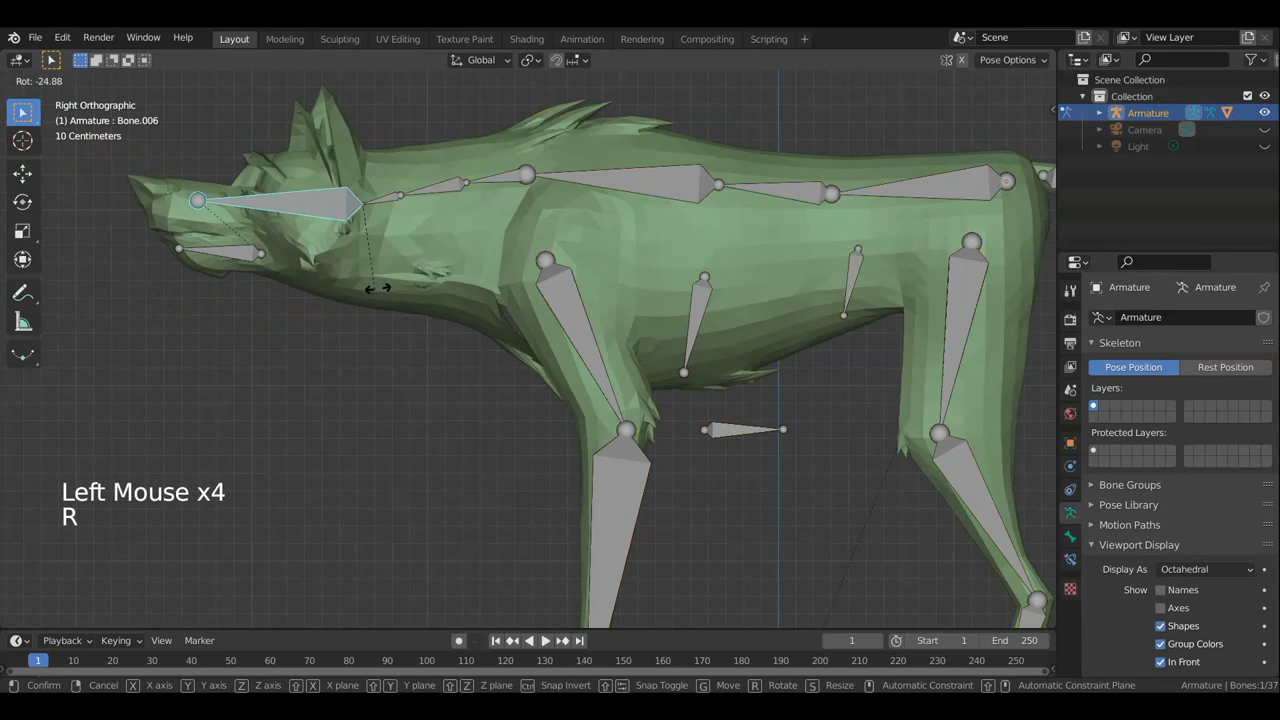 File Edit Render Window Help Layout Modeling Sculpting UV Editing Texture Paint Shading Animation Rendering Compositing Scripting + Scene View Layer
Global X Pose Options
Rot: -24.88
Right Orthographic
(1) Armature : Bone.006
10 Centimeters
Scene Collection
Collection
Armature
Camera
Light
Armature Armature
Armature
Skeleton
Pose Position Rest Position
Layers:
Protected Layers:
Bone Groups
Pose Library
Motion Paths
Viewport Display
Display As Octahedral
Show Names
Axes
Shapes
Group Colors
In Front
Left Mouse x4
R
Playback Keying View Marker 1 Start 1 End 250
1 10 20 30 40 50 60 70 80 90 100 110 120 130 140 150 160 170 180 190 200 210 220 230 240 250
Confirm Cancel X X axis Y Y axis Z Z axis X X plane Y Y plane Z Z plane Ctrl Snap Invert Snap Toggle G Move R Rotate S Resize Automatic Constraint Automatic Constraint Plane Armature | Bones:1/37